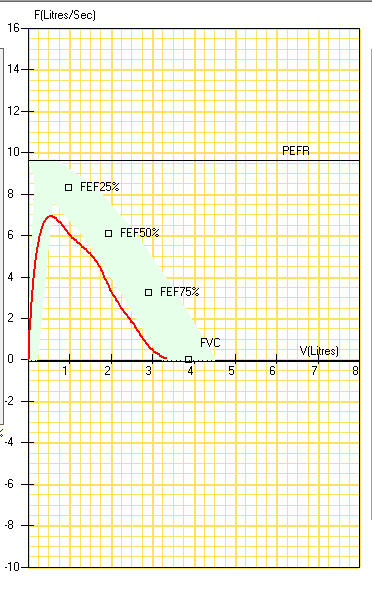 F(Litres/Sec)
16
14
12
10
PEFR
8
FEF25%
6
FEF50%
4
FEF75%
2
FVC
V(Litres)
0
1 2 3 4 5 6 7 8
-2
%
-4
-6
-8
-10